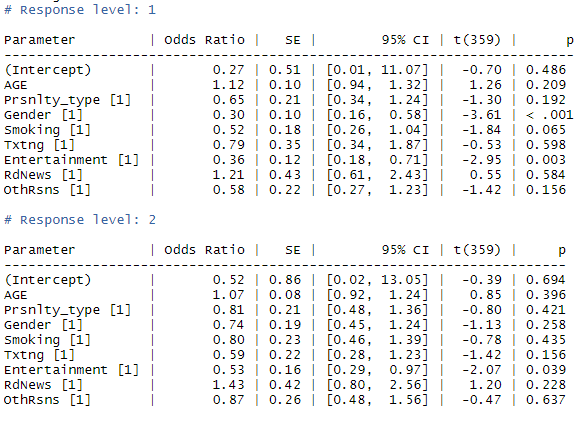 # Response level: 1
Parameter | Odds Ratio | SE | 95% CI | t(359) | p
--------------------------------------------------------------------------
(Intercept) | 0.27 | 0.51 | [0.01, 11.07] | -0.70 | 0.486
AGE | 1.12 | 0.10 | [0.94, 1.32] | 1.26 | 0.209
Prsnlty_type [1] | 0.65 | 0.21 | [0.34, 1.24] | -1.30 | 0.192
Gender [1] | 0.30 | 0.10 | [0.16, 0.58] | -3.61 | < .001
Smoking [1] | 0.52 | 0.18 | [0.26, 1.04] | -1.84 | 0.065
Txtng [1] | 0.79 | 0.35 | [0.34, 1.87] | -0.53 | 0.598
Entertainment [1] | 0.36 | 0.12 | [0.18, 0.71] | -2.95 | 0.003
RdNews [1] | 1.21 | 0.43 | [0.61, 2.43] | 0.55 | 0.584
OthRsns [1] | 0.58 | 0.22 | [0.27, 1.23] | -1.42 | 0.156
# Response level: 2
Parameter | Odds Ratio | SE | 95% CI | t(359) | p
--------------------------------------------------------------------------
(Intercept) | 0.52 | 0.86 | [0.02, 13.05] | -0.39 | 0.694
AGE | 1.07 | 0.08 | [0.92, 1.24] | 0.85 | 0.396
Prsnlty_type [1] | 0.81 | 0.21 | [0.48, 1.36] | -0.80 | 0.421
Gender [1] | 0.74 | 0.19 | [0.45, 1.24] | -1.13 | 0.258
Smoking [1] | 0.80 | 0.23 | [0.46, 1.39] | -0.78 | 0.435
Txtng [1] | 0.59 | 0.22 | [0.28, 1.23] | -1.42 | 0.156
Entertainment [1] | 0.53 | 0.16 | [0.29, 0.97] | -2.07 | 0.039
RdNews [1] | 1.43 | 0.42 | [0.80, 2.56] | 1.20 | 0.228
OthRsns [1] | 0.87 | 0.26 | [0.48, 1.56] | -0.47 | 0.637